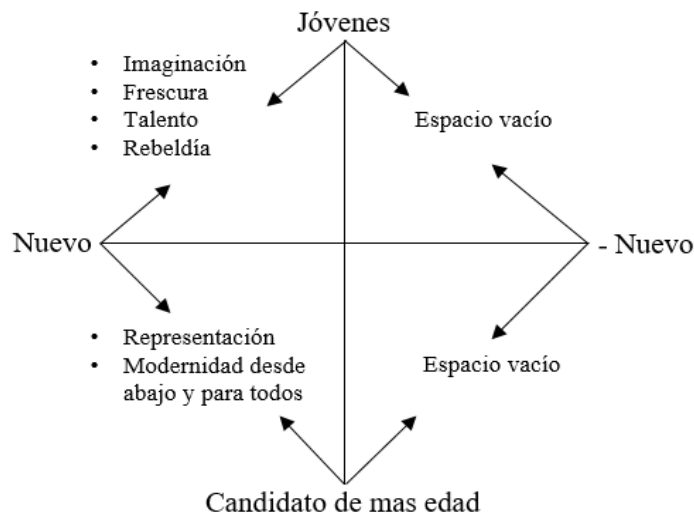 Jóvenes
• Imaginación
• Frescura
• Talento
• Rebeldía
Espacio vacío
Nuevo
- Nuevo
• Representación
• Modernidad desde
abajo y para todos
Espacio vacío
Candidato de mas edad